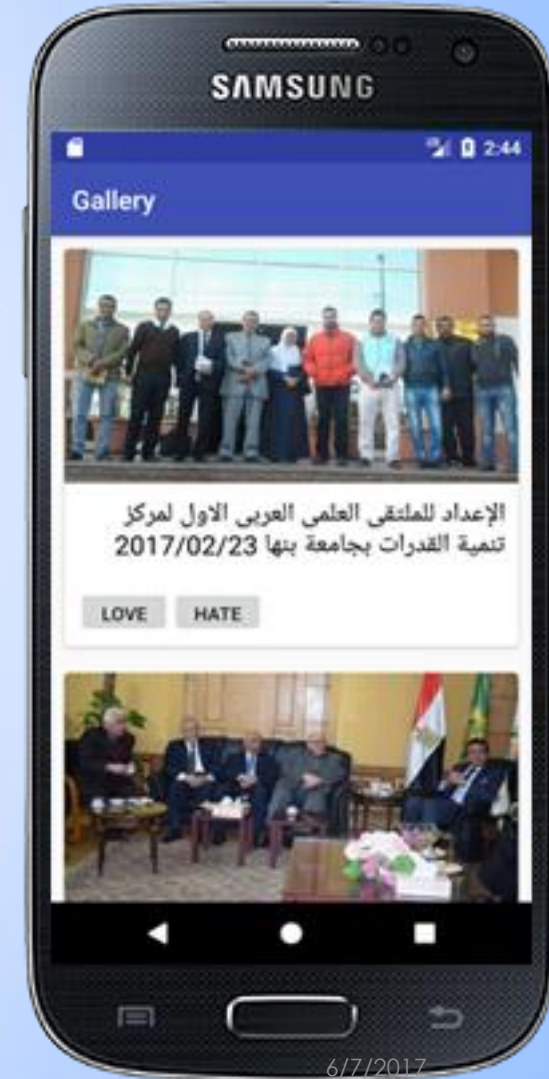 SAMSUNG
2:44
Gallery
الإعداد للملتقى العلمى العربى الاول لمركز
تنمية القدرات بجامعة بنها 2017/02/23
LOVE HATE
6/7/2017